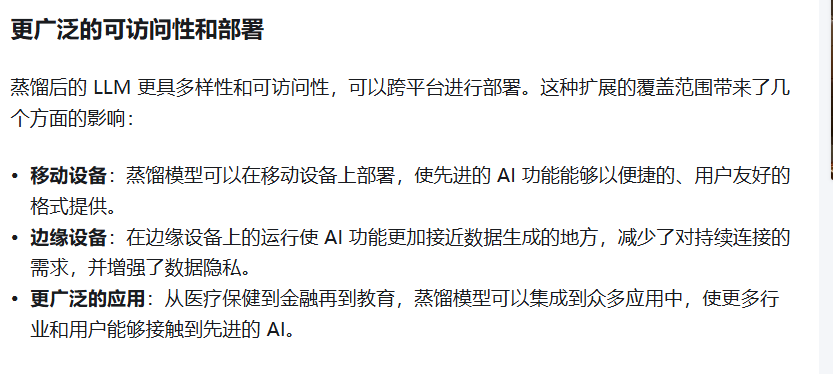 更广泛的可访问性和部署
蒸馏后的 LLM 更具多样性和可访问性，可以跨平台进行部署。这种扩展的覆盖范围带来了几
个方面的影响：
• 移动设备：蒸馏模型可以在移动设备上部署，使先进的 AI 功能能够以便捷的、用户友好的
格式提供。
• 边缘设备：在边缘设备上的运行使 AI 功能更加接近数据生成的地方，减少了对持续连接的
需求，并增强了数据隐私。
• 更广泛的应用：从医疗保健到金融再到教育，蒸馏模型可以集成到众多应用中，使更多行
业和用户能够接触到先进的 AI。